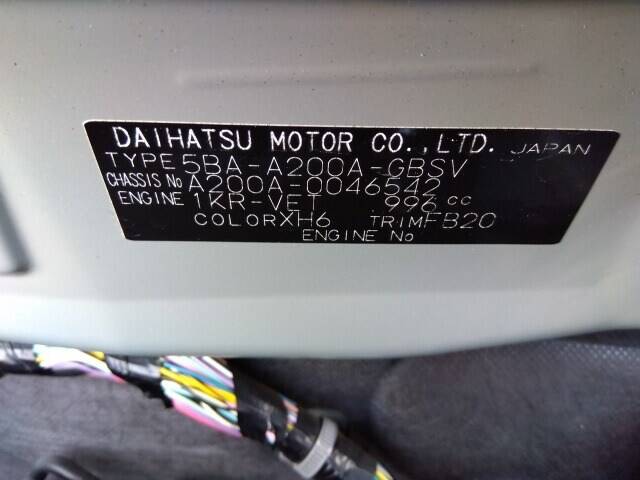 DAIHATSU MOTOR CO.,LTD. JAPAN
TYPE 5BA-A200A-GBSV
CHASSIS No A200A-0046542
ENGINE 1KR-VET 996 CC
COLOR XH6 TRIM FB20
ENGINE No